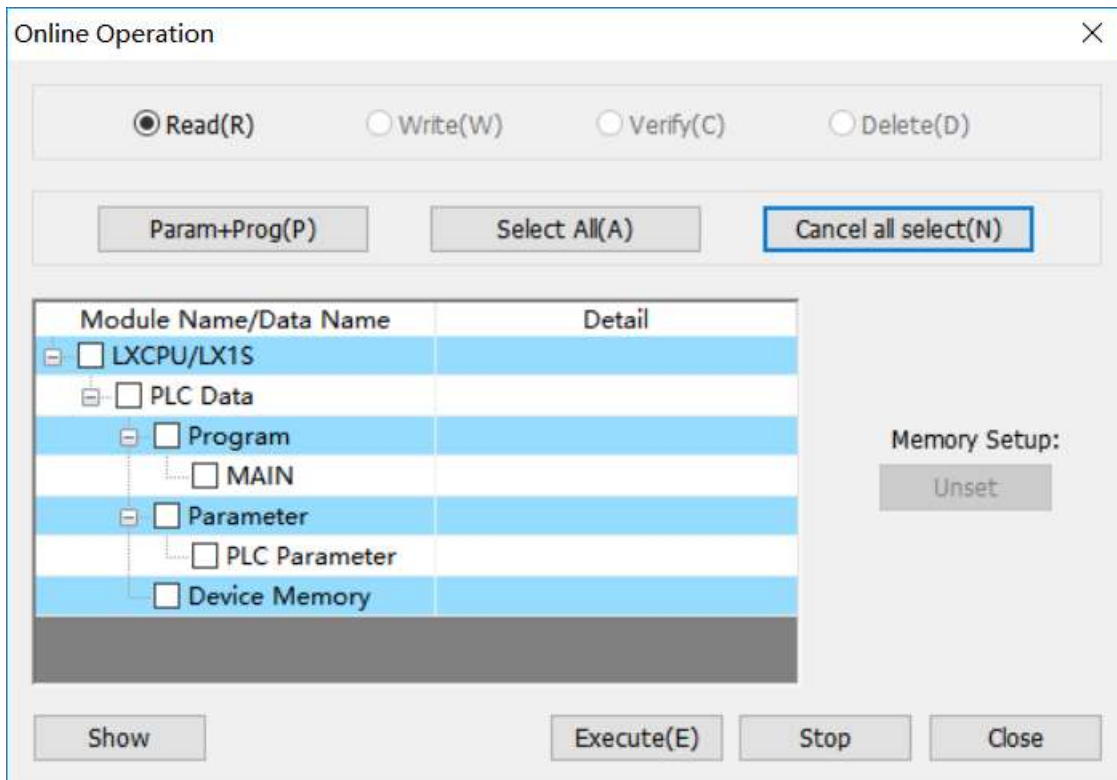 Online Operation
Read(R) Write(W) Verify(C) Delete(D)
Param+Prog(P) Select All(A) Cancel all select(N)
Module Name/Data Name Detail
LXCPU/LX1S
PLC Data
Program
MAIN
Parameter
PLC Parameter
Device Memory
Memory Setup:
Unset
Show Execute(E) Stop Close